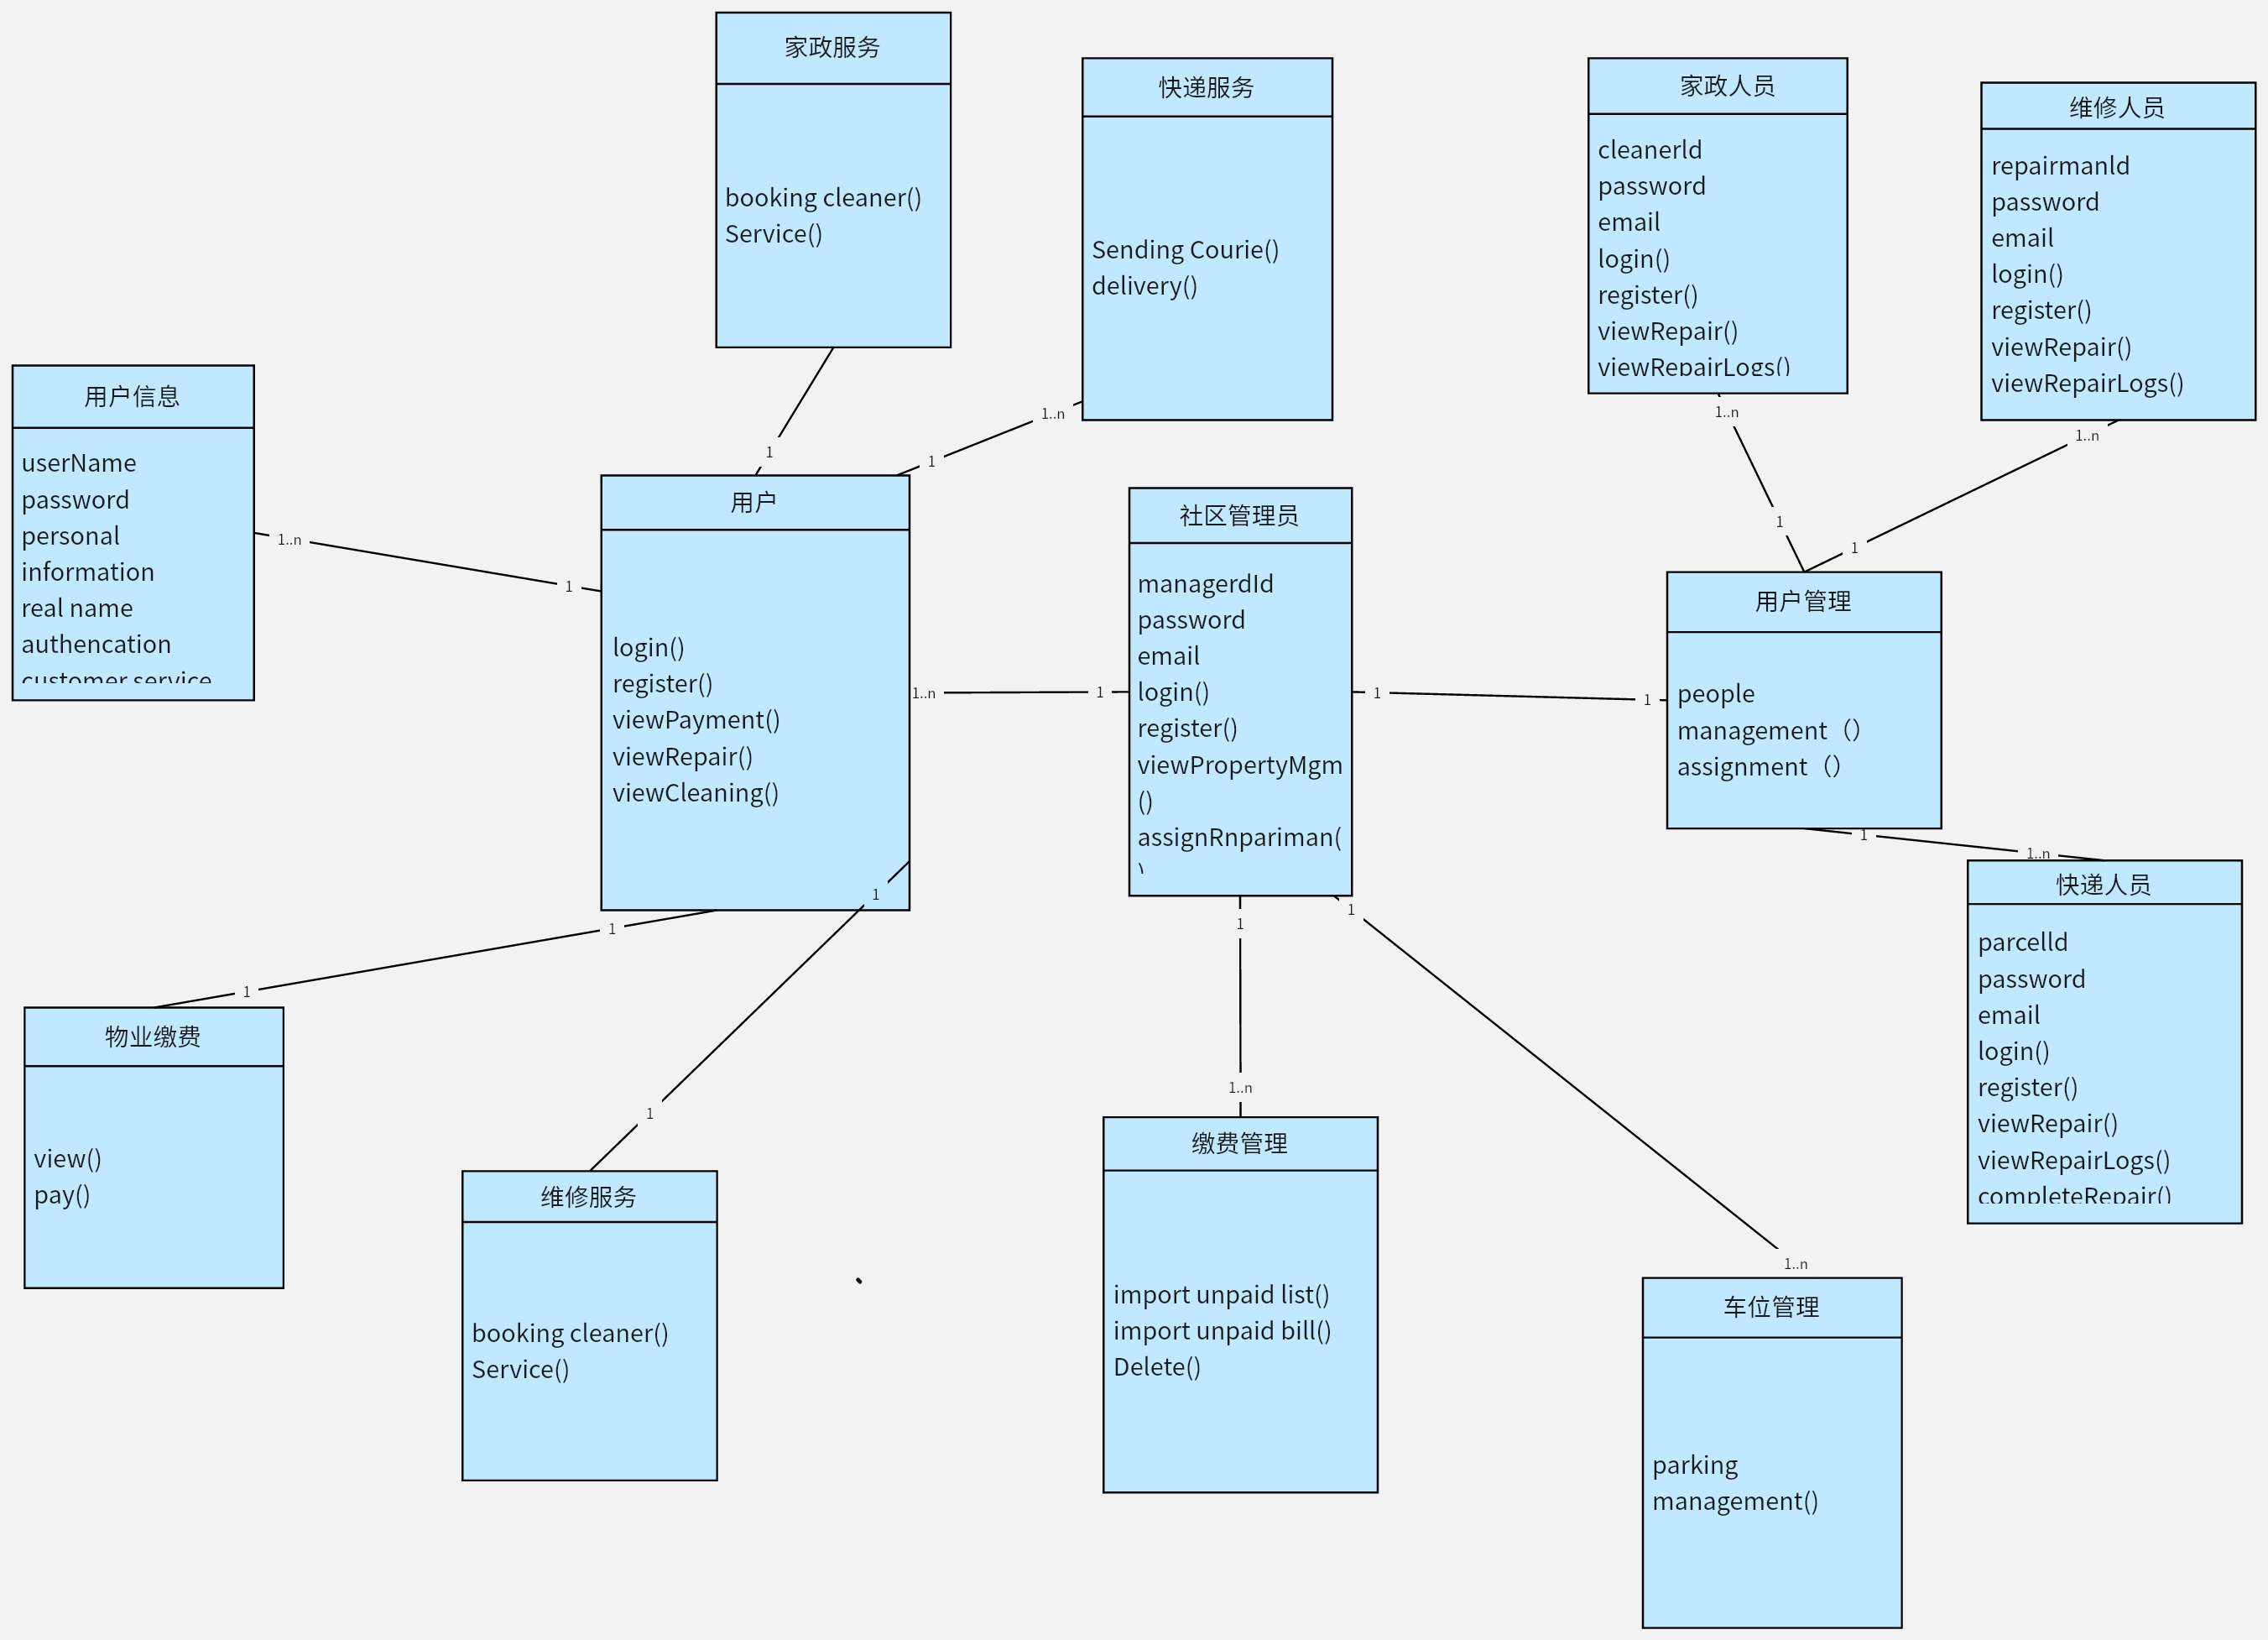 家政服务
booking cleaner()
Service()
快递服务
Sending Courie()
delivery()
家政人员
cleanerId
password
email
login()
register()
viewRepair()
viewRepairLogs()
维修人员
repairmanId
password
email
login()
register()
viewRepair()
viewRepairLogs()
用户信息
userName
password
personal
information
real name
authencation
customer service
用户
login()
register()
viewPayment()
viewRepair()
viewCleaning()
社区管理员
managerdId
password
email
login()
register()
viewPropertyMgm
()
assignRnpariman(
)
用户管理
people
management（）
assignment（）
快递人员
parcelId
password
email
login()
register()
viewRepair()
viewRepairLogs()
completeRepair()
物业缴费
view()
pay()
维修服务
booking cleaner()
Service()
缴费管理
import unpaid list()
import unpaid bill()
Delete()
车位管理
parking
management()
1
1..n
1
1..n
1
1..n
1
1..n
1
1..n
1
1
1
1
1..n
1
1
1
1
1..n
1
1..n